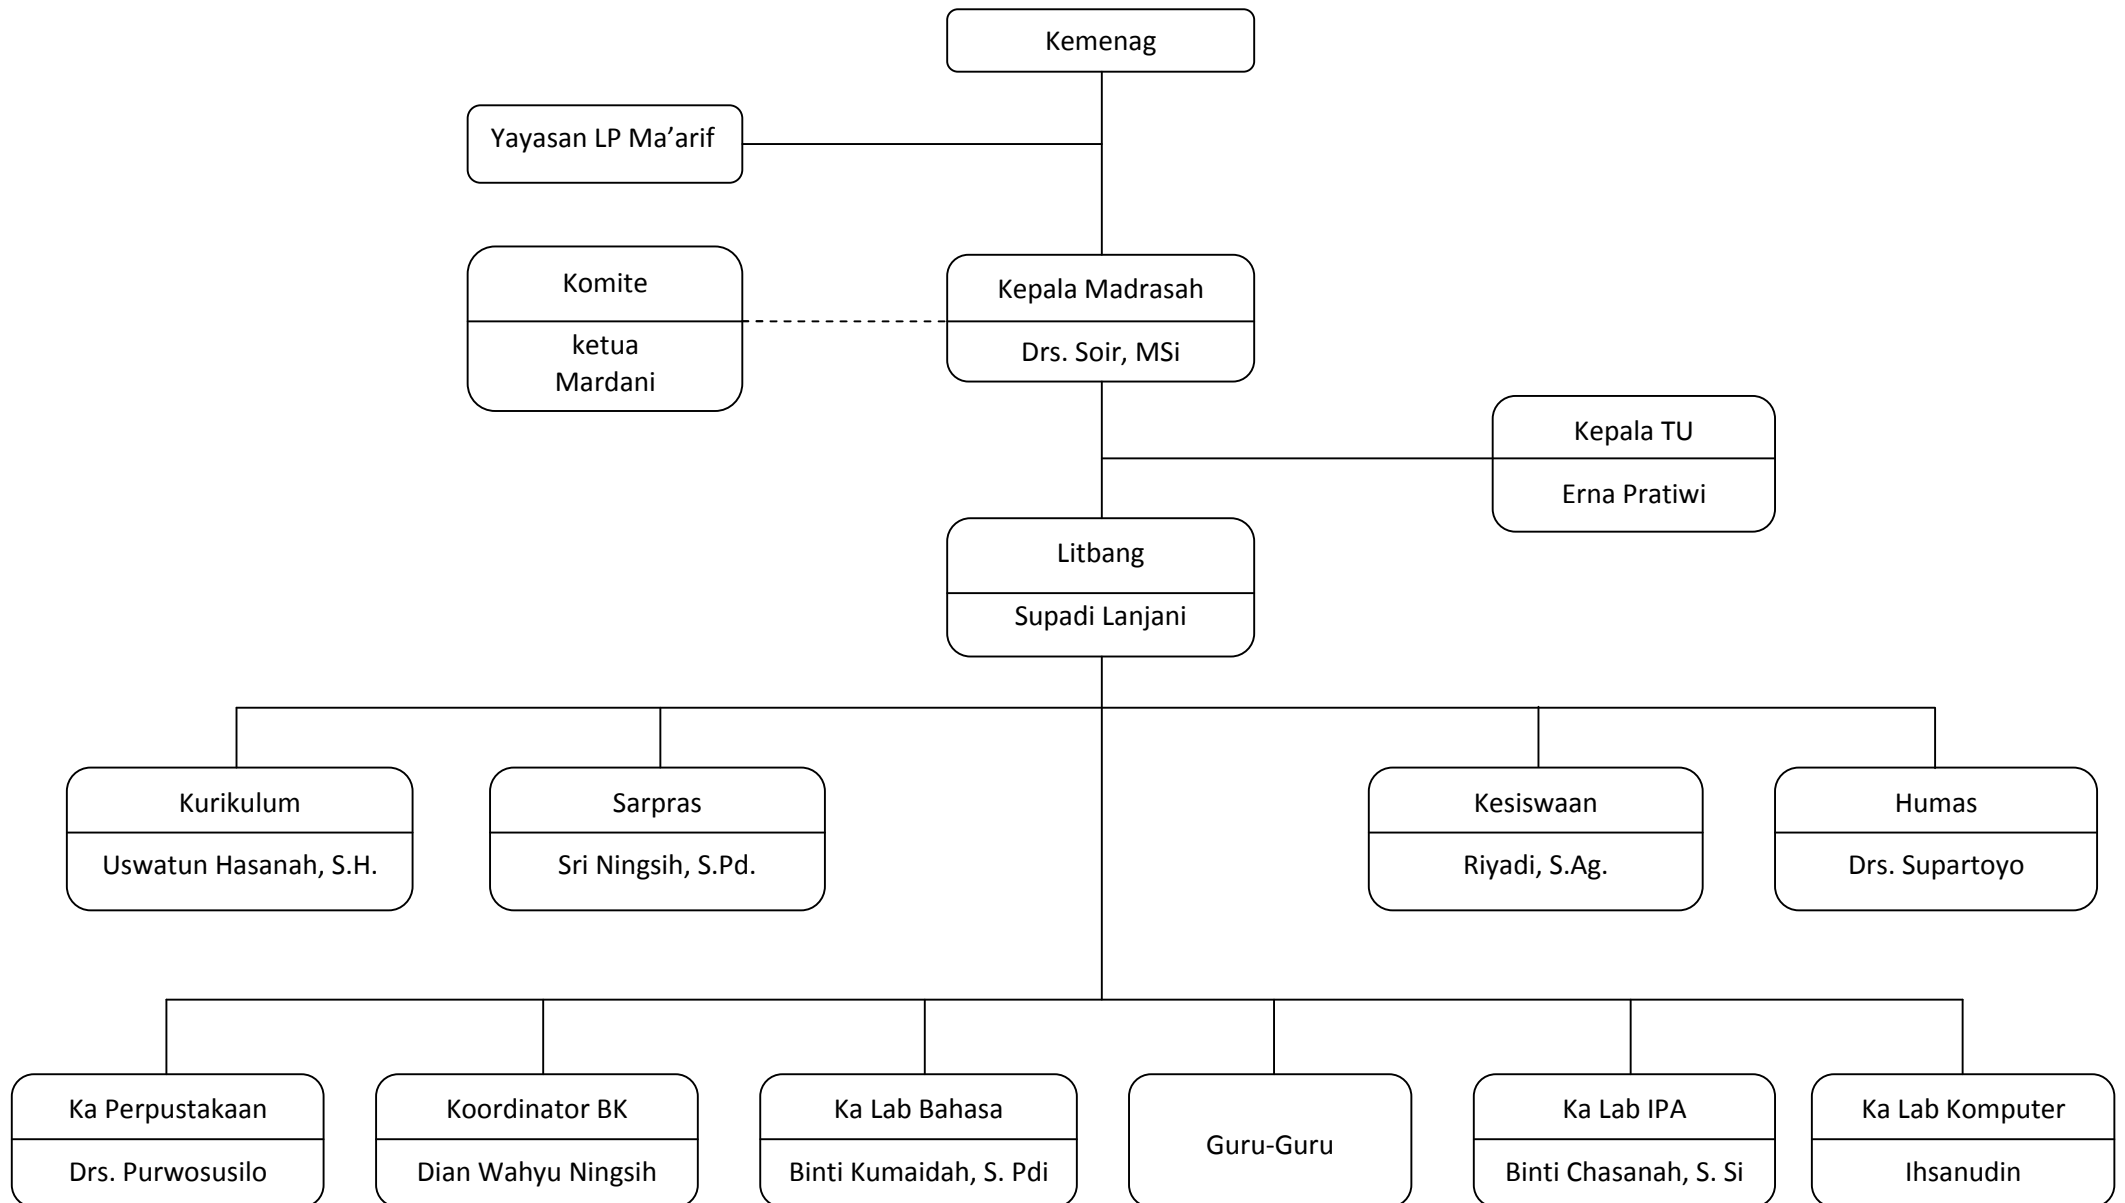 Kemenag
Yayasan LP Ma’arif
Komite
ketua
Mardani
Kepala Madrasah
Drs. Soir, MSi
Kepala TU
Erna Pratiwi
Litbang
Supadi Lanjani
Kurikulum
Uswatun Hasanah, S.H.
Sarpras
Sri Ningsih, S.Pd.
Kesiswaan
Riyadi, S.Ag.
Humas
Drs. Supartoyo
Ka Perpustakaan
Drs. Purwosusilo
Koordinator BK
Dian Wahyu Ningsih
Ka Lab Bahasa
Binti Kumaidah, S. Pdi
Guru-Guru
Ka Lab IPA
Binti Chasanah, S. Si
Ka Lab Komputer
Ihsanudin